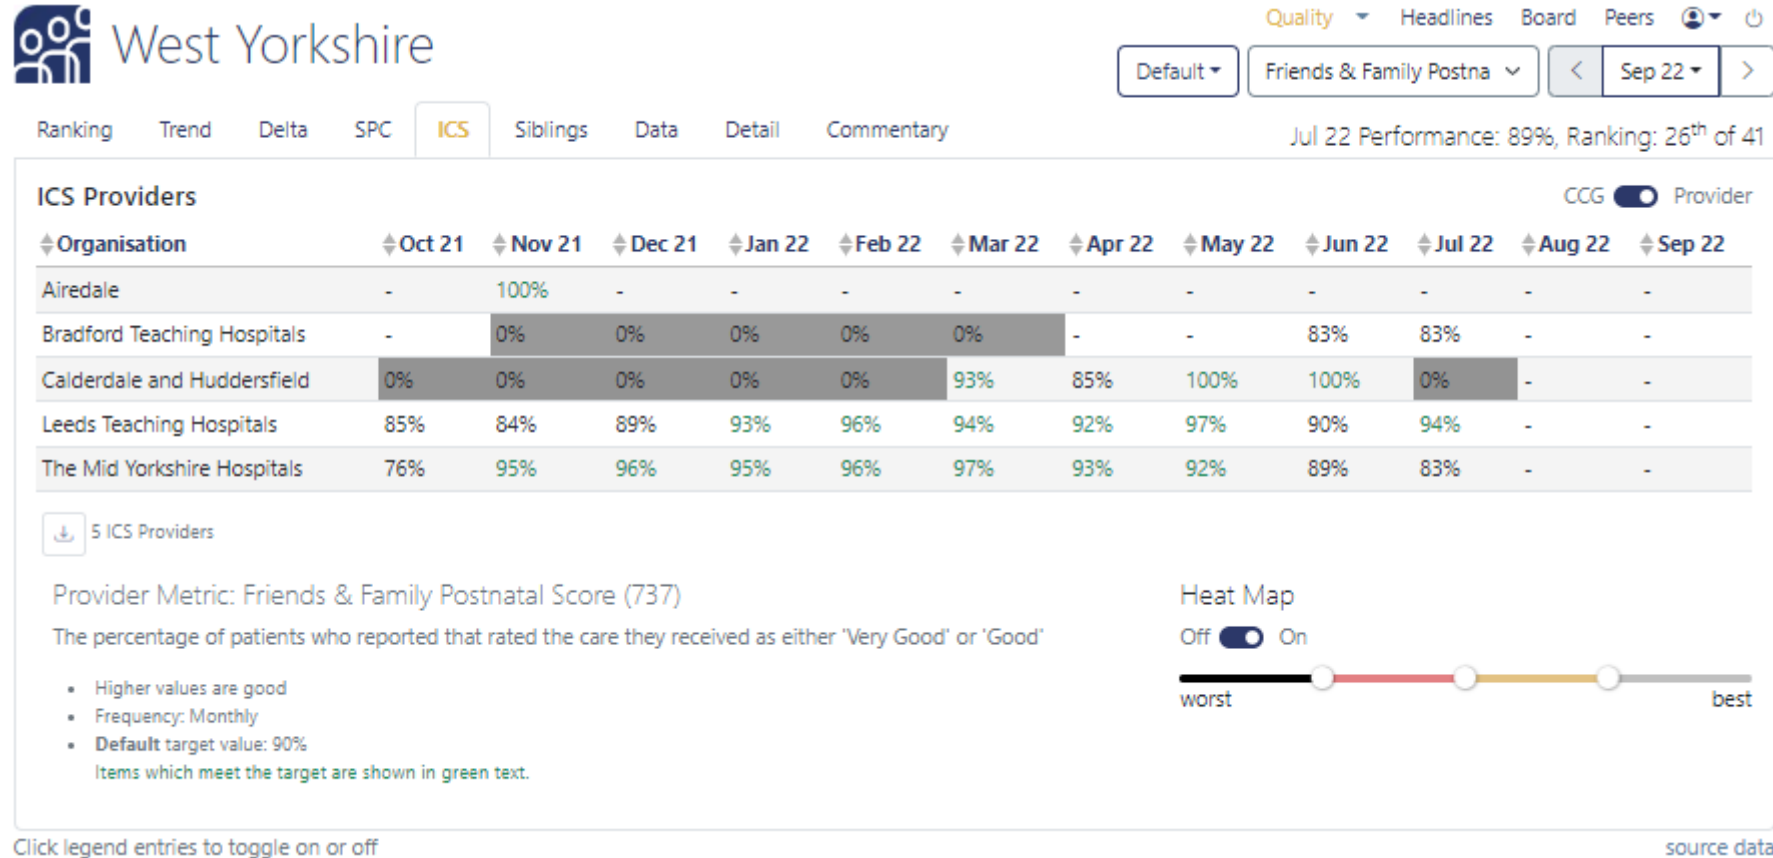 Quality Headlines Board Peers
West Yorkshire
Default Friends & Family Postna < Sep 22 >
Ranking Trend Delta SPC ICS Siblings Data Detail Commentary
Jul 22 Performance: 89%, Ranking: 26th of 41
ICS Providers CCG Provider
Organisation Oct 21 Nov 21 Dec 21 Jan 22 Feb 22 Mar 22 Apr 22 May 22 Jun 22 Jul 22 Aug 22 Sep 22
Airedale - 100% - - - - - - - - - -
Bradford Teaching Hospitals - 0% 0% 0% 0% 0% - - 83% 83% - -
Calderdale and Huddersfield 0% 0% 0% 0% 0% 93% 85% 100% 100% 0% - -
Leeds Teaching Hospitals 85% 84% 89% 93% 96% 94% 92% 97% 90% 94% - -
The Mid Yorkshire Hospitals 76% 95% 96% 95% 96% 97% 93% 92% 89% 83% - -
5 ICS Providers
Provider Metric: Friends & Family Postnatal Score (737)
The percentage of patients who reported that rated the care they received as either 'Very Good' or 'Good'
• Higher values are good
• Frequency: Monthly
• Default target value: 90%
Items which meet the target are shown in green text.
Heat Map
Off On
worst best
Click legend entries to toggle on or off
source data